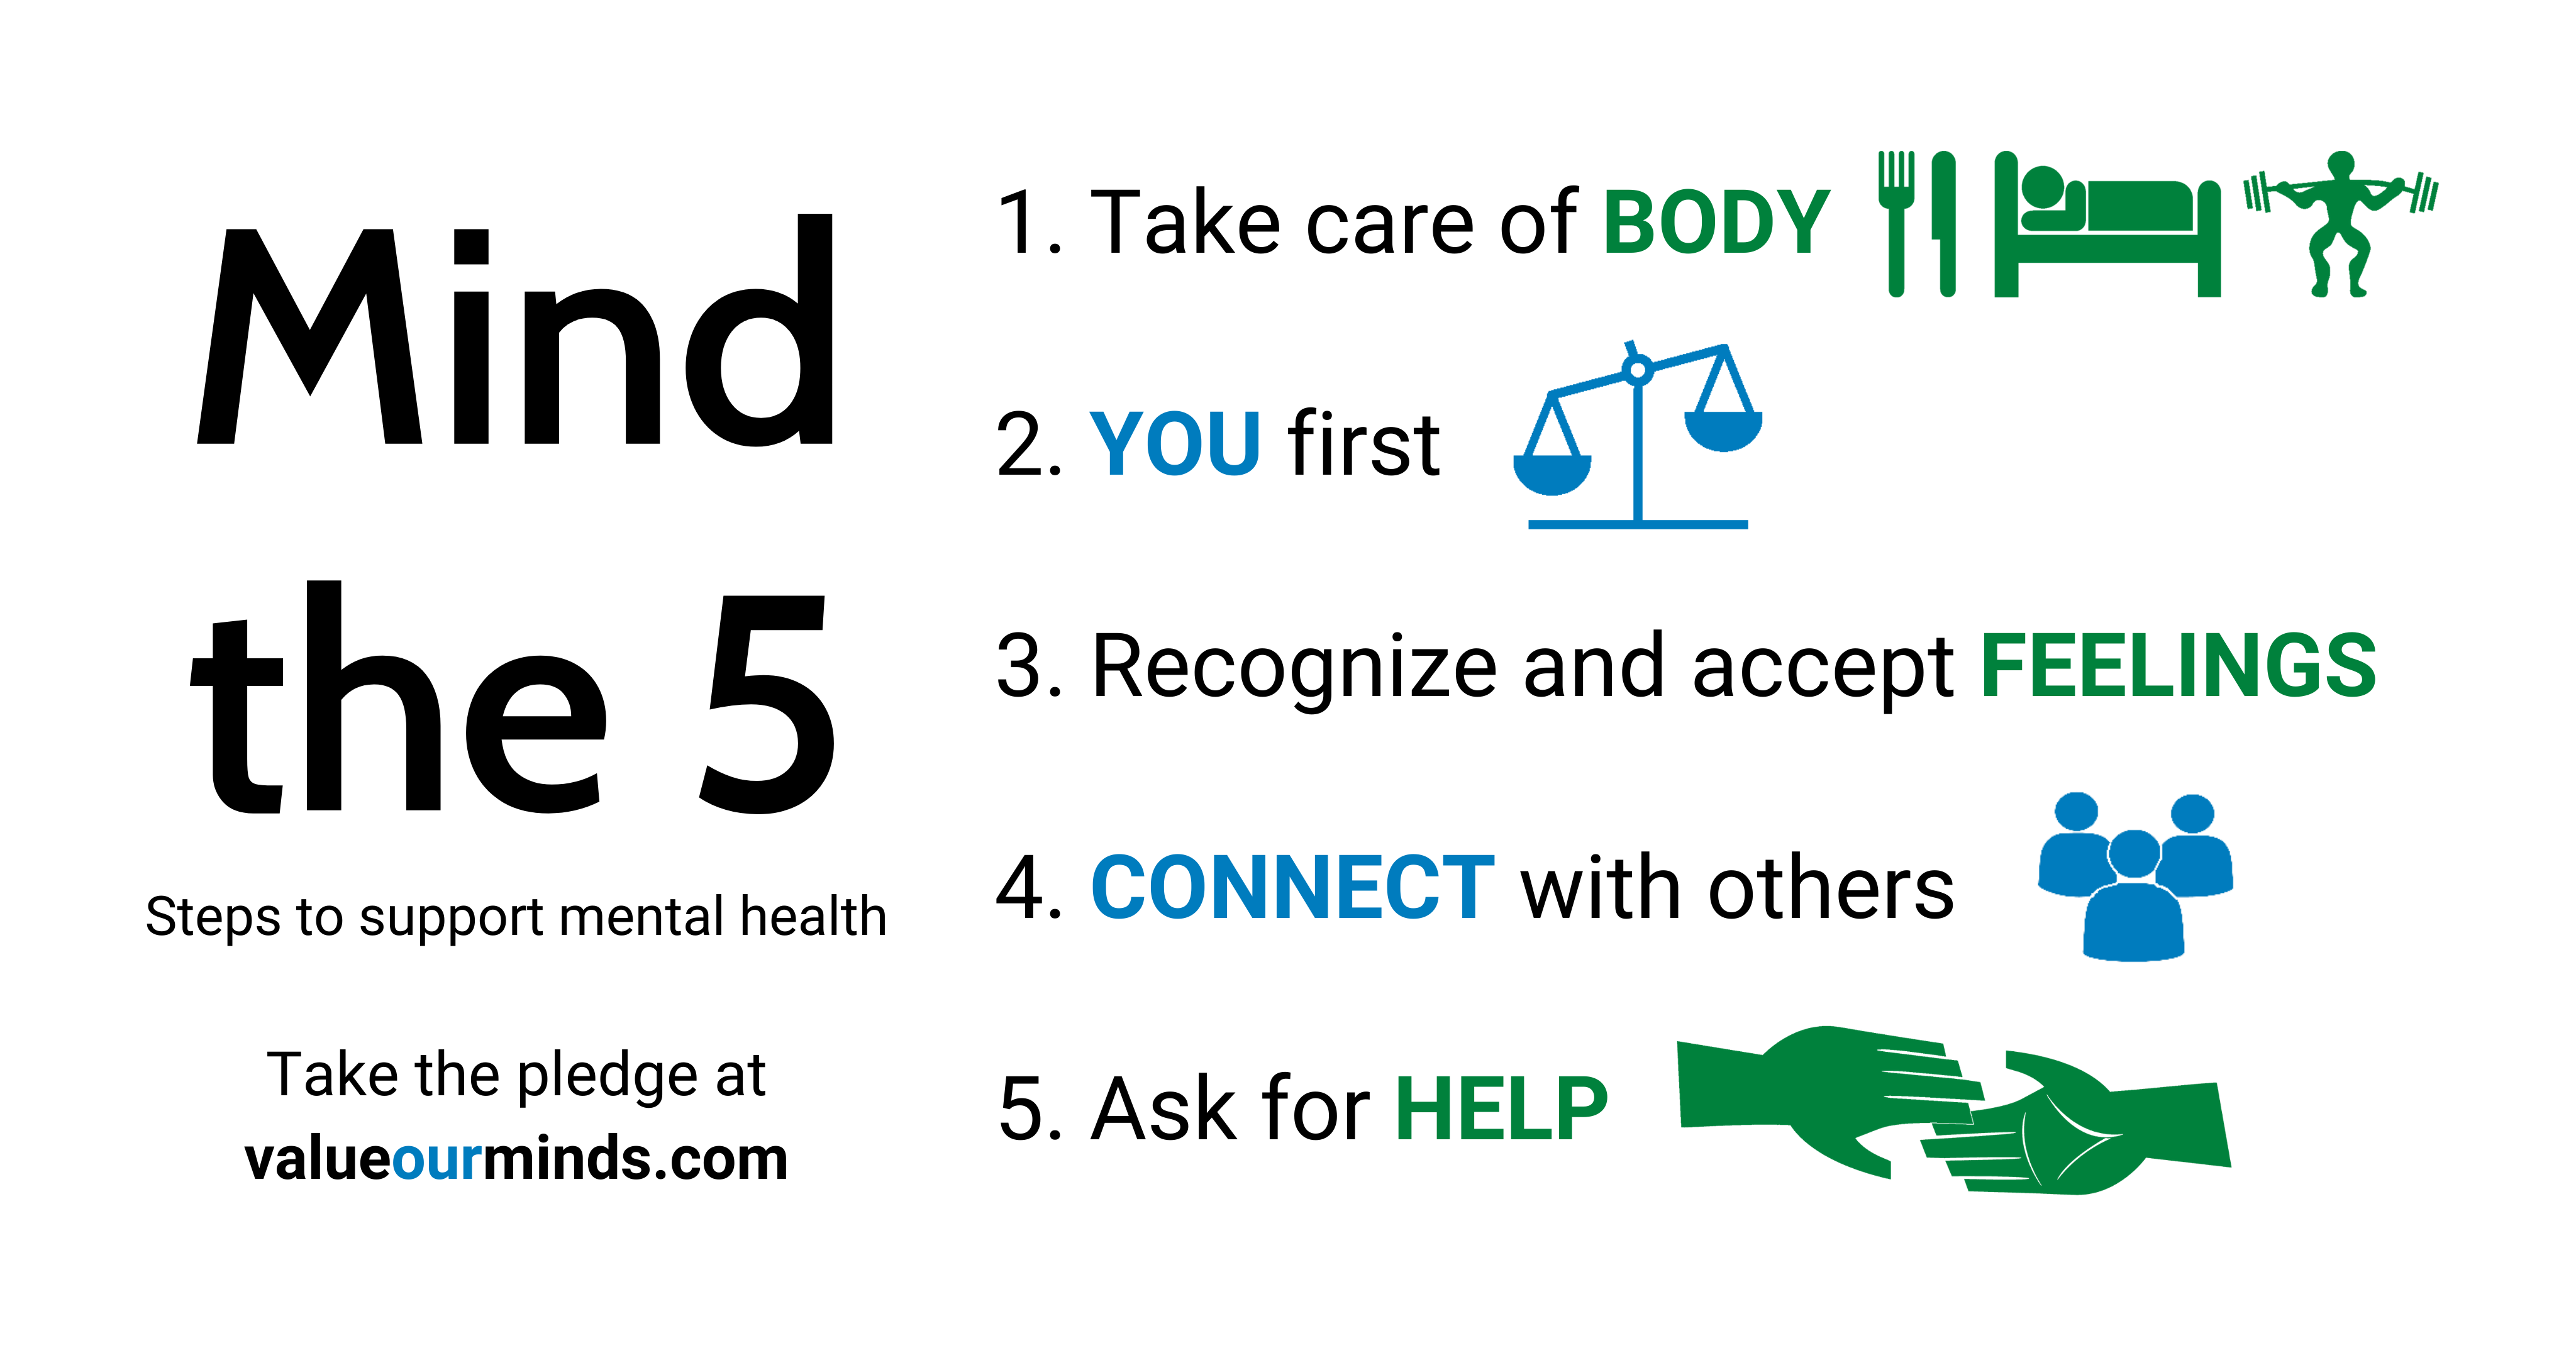 Mind
the 5
Steps to support mental health
Take the pledge at
valueourminds.com
1. Take care of BODY
2. YOU first
3. Recognize and accept FEELINGS
4. CONNECT with others
5. Ask for HELP